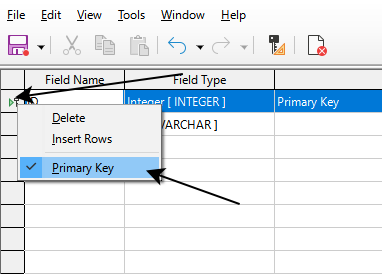 File Edit View Tools Window Help
Field Name Field Type
Integer [ INTEGER ] Primary Key
VARCHAR ]
Delete
Insert Rows
Primary Key